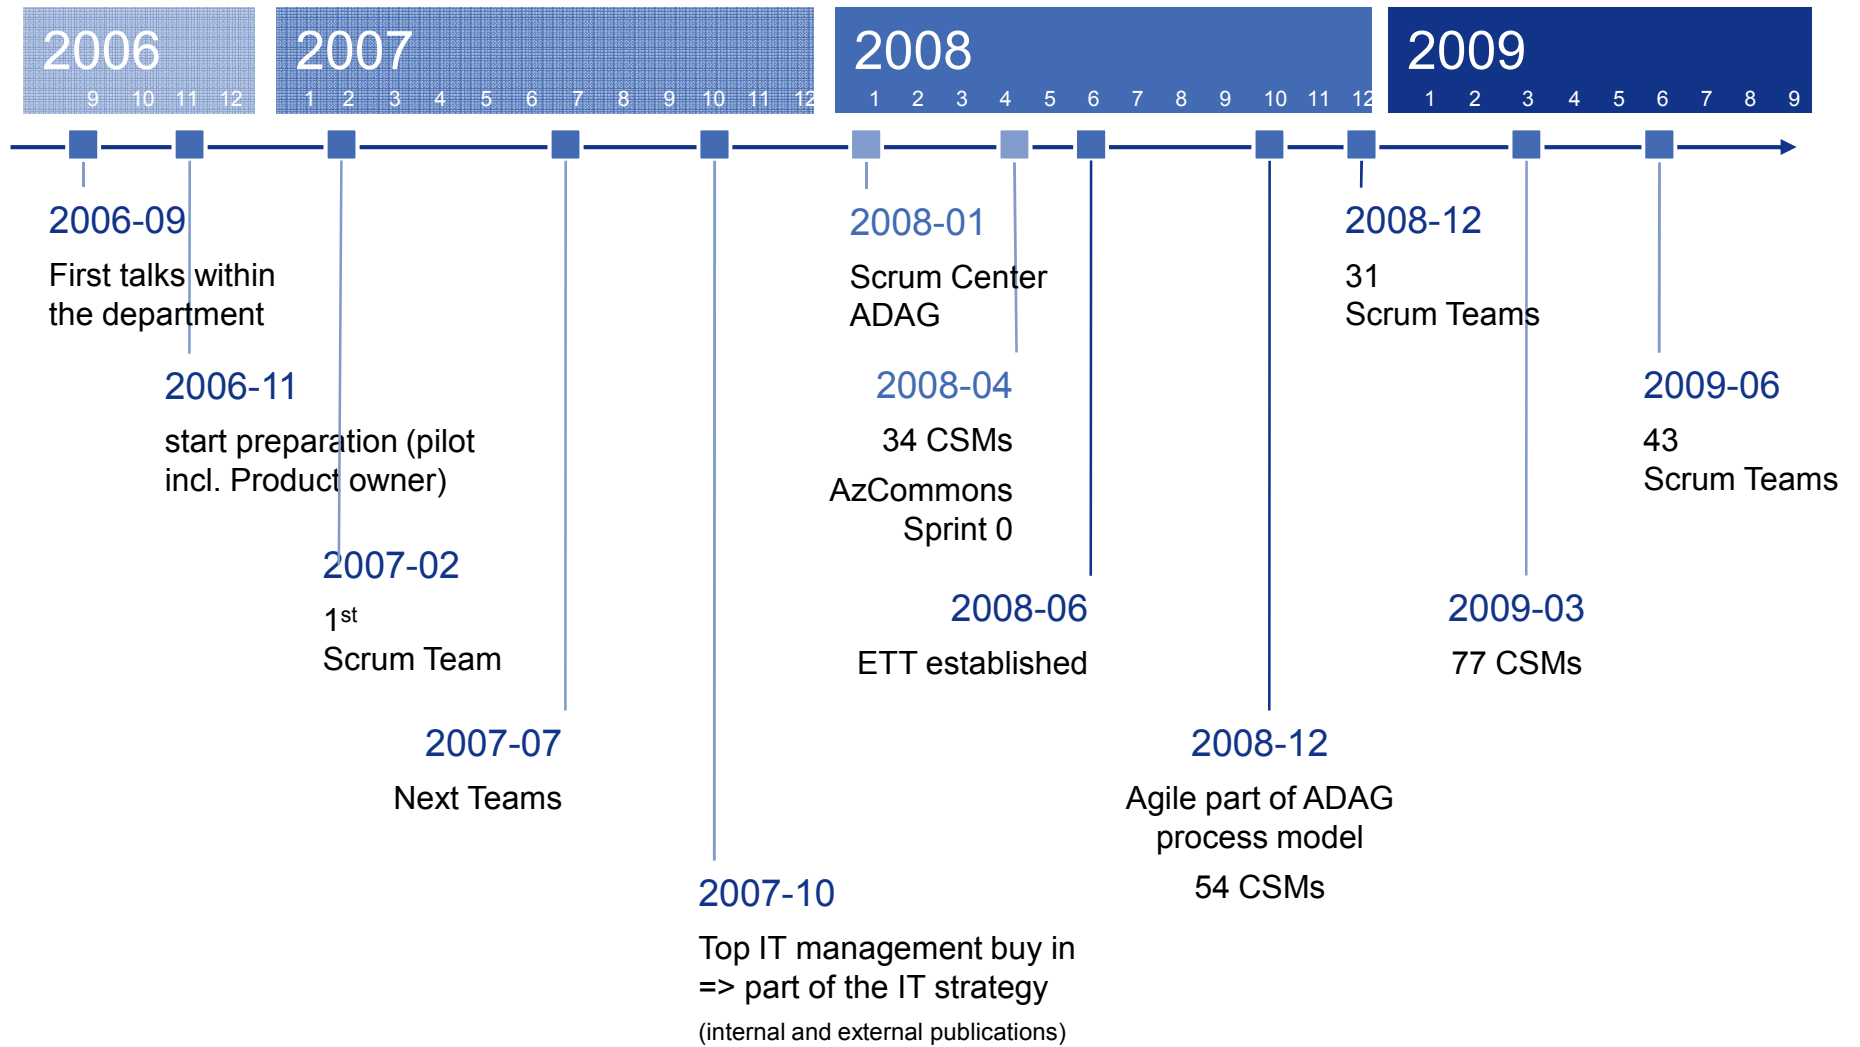 2006
9 10 11 12
2007
1 2 3 4 5 6 7 8 9 10 11 12
2008
1 2 3 4 5 6 7 8 9 10 11 12
2009
1 2 3 4 5 6 7 8 9
2006-09
First talks within
the department
2006-11
start preparation (pilot
incl. Product owner)
2007-02
1st
Scrum Team
2007-07
Next Teams
2007-10
Top IT management buy in
=> part of the IT strategy
(internal and external publications)
2008-01
Scrum Center
ADAG
2008-04
34 CSMs
AzCommons
Sprint 0
2008-06
ETT established
2008-12
Agile part of ADAG
process model
54 CSMs
2008-12
31
Scrum Teams
2009-03
77 CSMs
2009-06
43
Scrum Teams